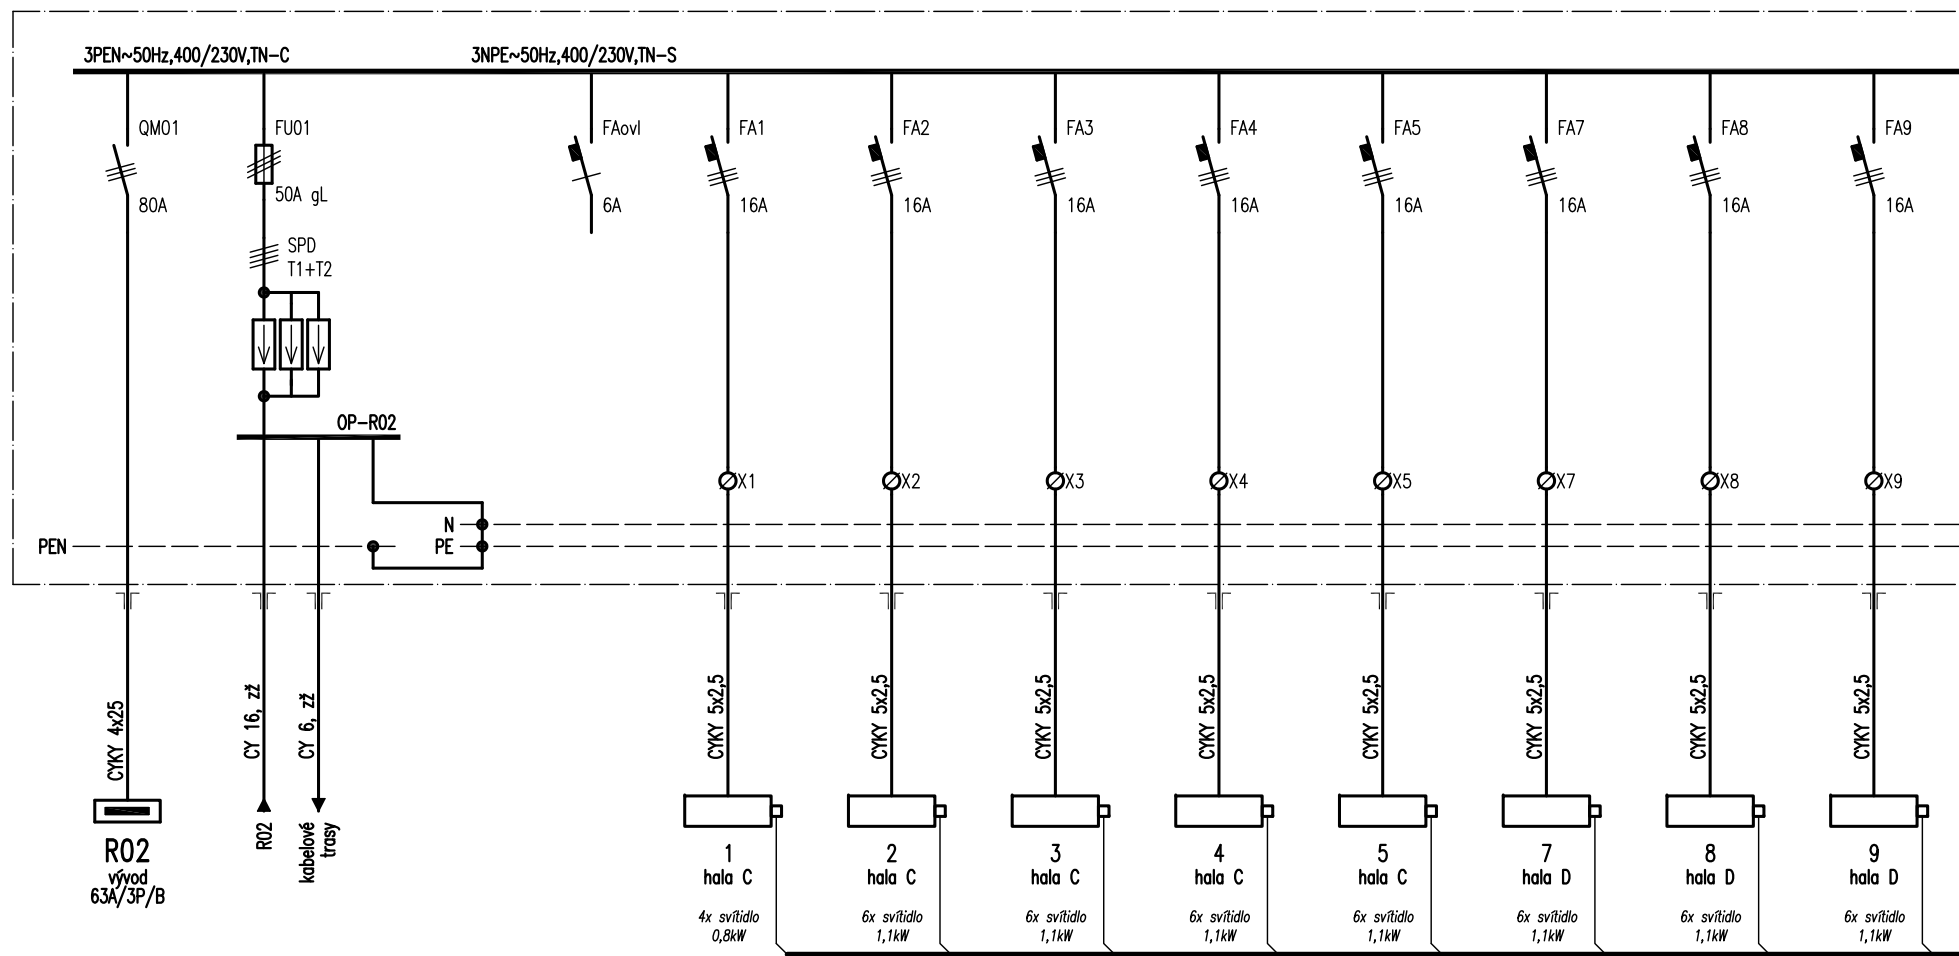 3PEN~50Hz,400/230V,TN-C
3NPE~50Hz,400/230V,TN-S
QM01
FU01
FAovl
FA1
FA2
FA3
FA4
FA5
FA7
FA8
FA9
80A
50A gL
6A
16A
16A
16A
16A
16A
16A
16A
16A
SPD
T1+T2
OP-R02
X1
X2
X3
X4
X5
X7
X8
X9
N
PEN
PE
CYKY 4x25
CY 16, zž
CY 6, zž
CYKY 5x2,5
CYKY 5x2,5
CYKY 5x2,5
CYKY 5x2,5
CYKY 5x2,5
CYKY 5x2,5
CYKY 5x2,5
CYKY 5x2,5
R02
vývod
63A/3P/B
R02
kabelové
trasy
1
hala C
4x svítidlo
0,8kW
2
hala C
6x svítidlo
1,1kW
3
hala C
6x svítidlo
1,1kW
4
hala C
6x svítidlo
1,1kW
5
hala C
6x svítidlo
1,1kW
7
hala D
6x svítidlo
1,1kW
8
hala D
6x svítidlo
1,1kW
9
hala D
6x svítidlo
1,1kW